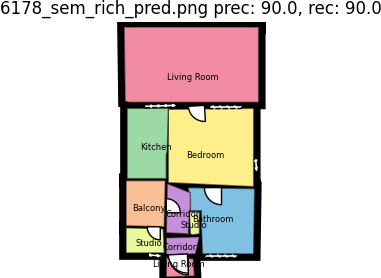 6178_sem_rich_pred.png prec: 90.0, rec: 90.0
Living Room
Kitchen
Bedroom
Balcony
Corridor
Bathroom
Studio
Studio
Corridor
Living Room